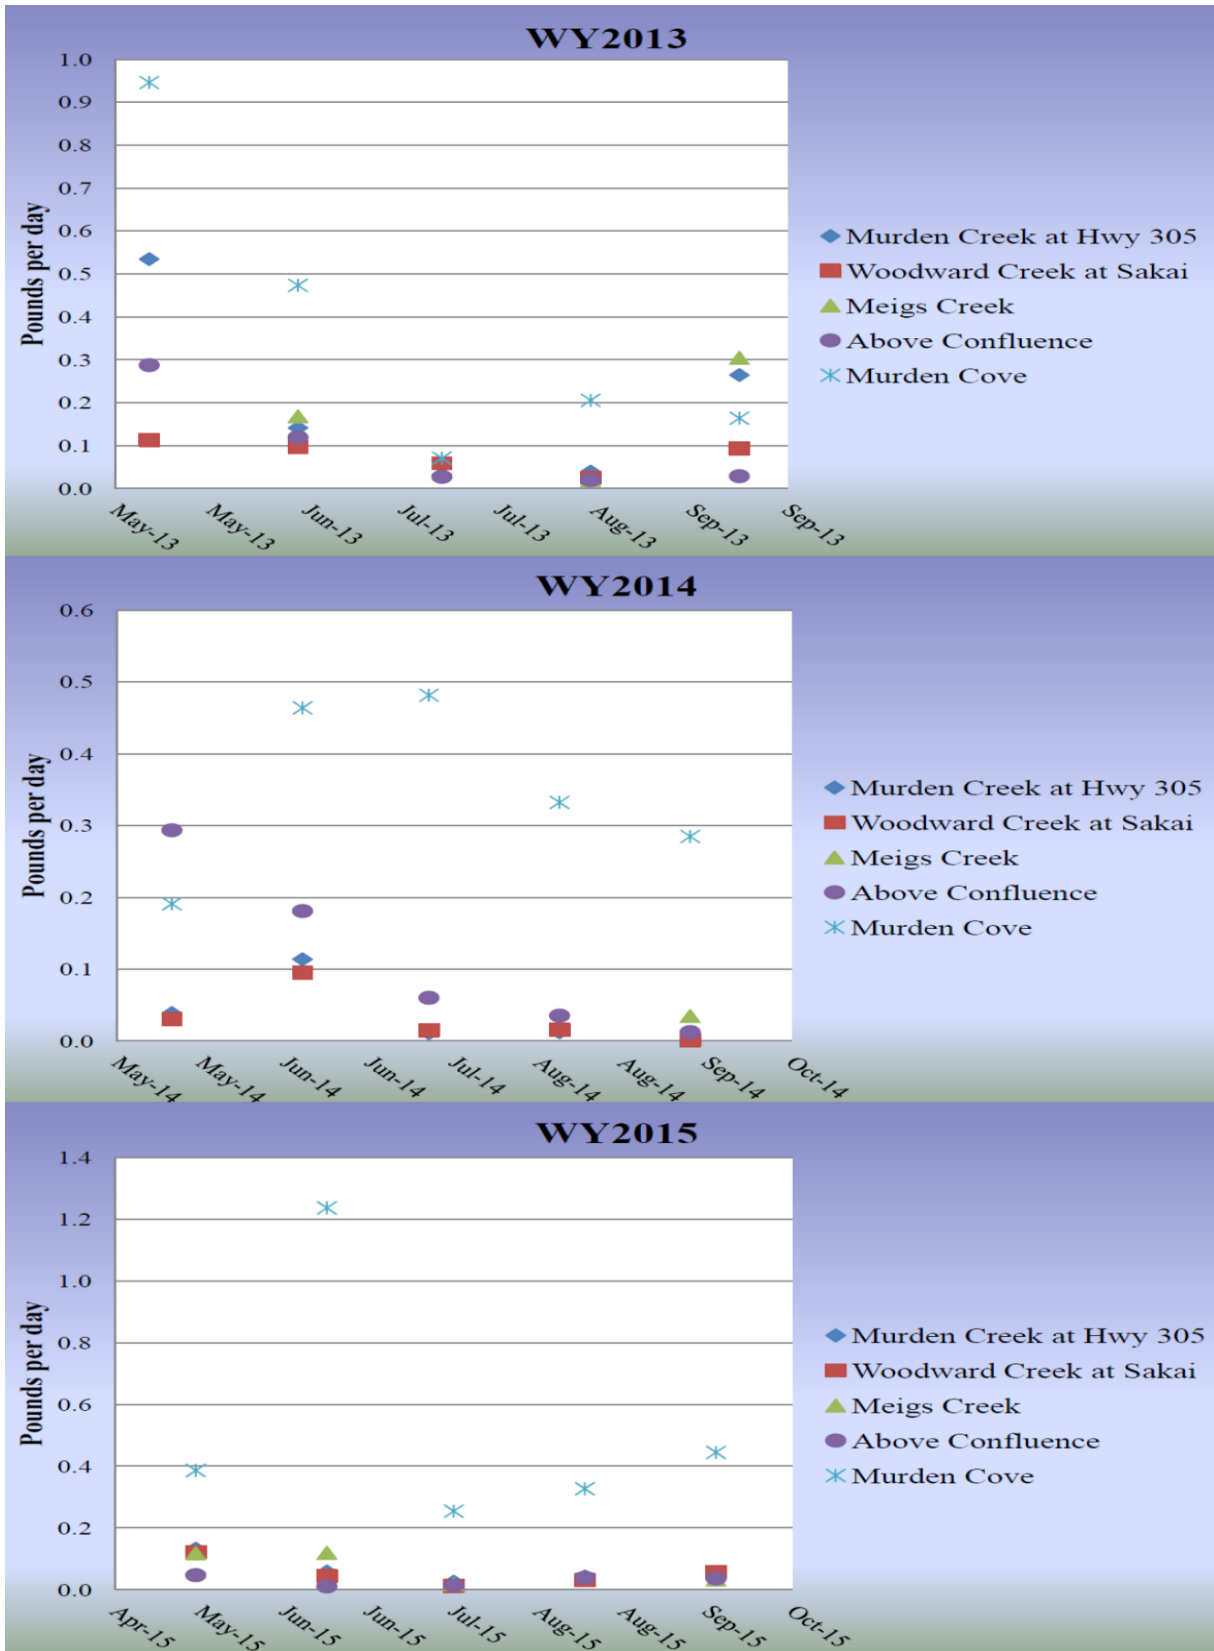 WY2013
1.0
0.9
0.8
0.7
0.6
0.5
0.4
0.3
0.2
0.1
0.0
Pounds per day
May-13 May-13 Jun-13 Jul-13 Jul-13 Aug-13 Sep-13 Sep-13
Murden Creek at Hwy 305
Woodward Creek at Sakai
Meigs Creek
Above Confluence
Murden Cove
WY2014
0.6
0.5
0.4
0.3
0.2
0.1
0.0
Pounds per day
May-14 May-14 Jun-14 Jun-14 Jul-14 Aug-14 Aug-14 Sep-14 Oct-14
Murden Creek at Hwy 305
Woodward Creek at Sakai
Meigs Creek
Above Confluence
Murden Cove
WY2015
1.4
1.2
1.0
0.8
0.6
0.4
0.2
0.0
Pounds per day
Apr-15 May-15 Jun-15 Jun-15 Jul-15 Aug-15 Aug-15 Sep-15 Oct-15
Murden Creek at Hwy 305
Woodward Creek at Sakai
Meigs Creek
Above Confluence
Murden Cove